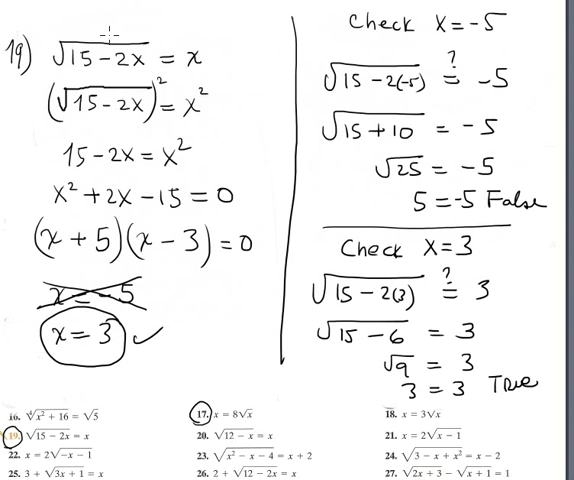 19) √15-2x = x
(√15-2x)² = x²
15-2x = x²
x²+2x-15=0
(x+5)(x-3)=0
x=-5
x=3 ✓
Check X=-5
√15-2(-5) ≟ -5
√15+10 = -5
√25 = -5
5=-5 False
Check X=3
√15-2(3) ≟ 3
√15-6 = 3
√9 = 3
3=3 True
16. ∜x² + 16 = √5
17. x = 8√x
18. x = 3√x
19. √15 − 2x = x
20. √12 − x = x
21. x = 2√x − 1
22. x = 2√−x − 1
23. √x² − x − 4 = x + 2
24. √3 − x + x² = x − 2
25. 3 + √3x + 1 = x
26. 2 + √12 − 2x = x
27. √2x + 3 − √x + 1 = 1